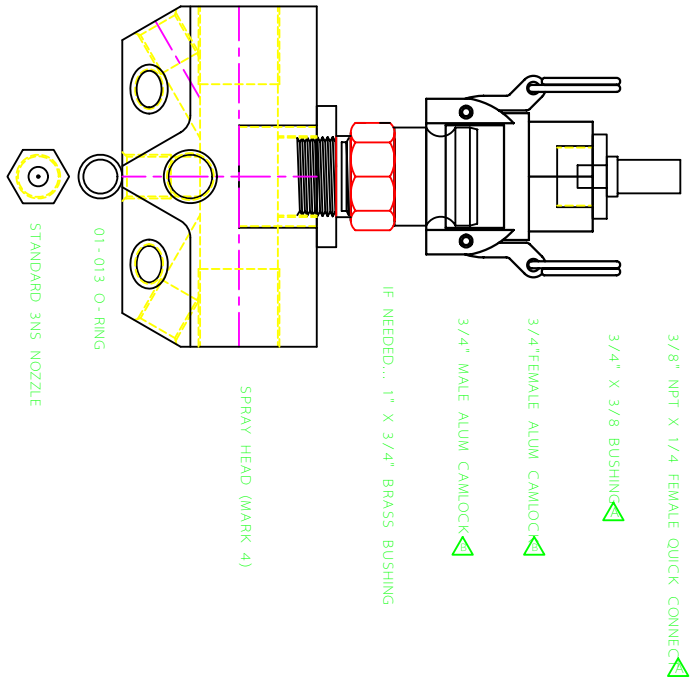 3/8" NPT X 1/4 FEMALE QUICK CONNECT A
3/4" X 3/8 BUSHING A
3/4"FEMALE ALUM CAMLOCK B
3/4" MALE ALUM CAMLOCK B
IF NEEDED... 1" X 3/4" BRASS BUSHING
SPRAY HEAD (MARK 4)
01-013 O-RING
STANDARD 3NS NOZZLE